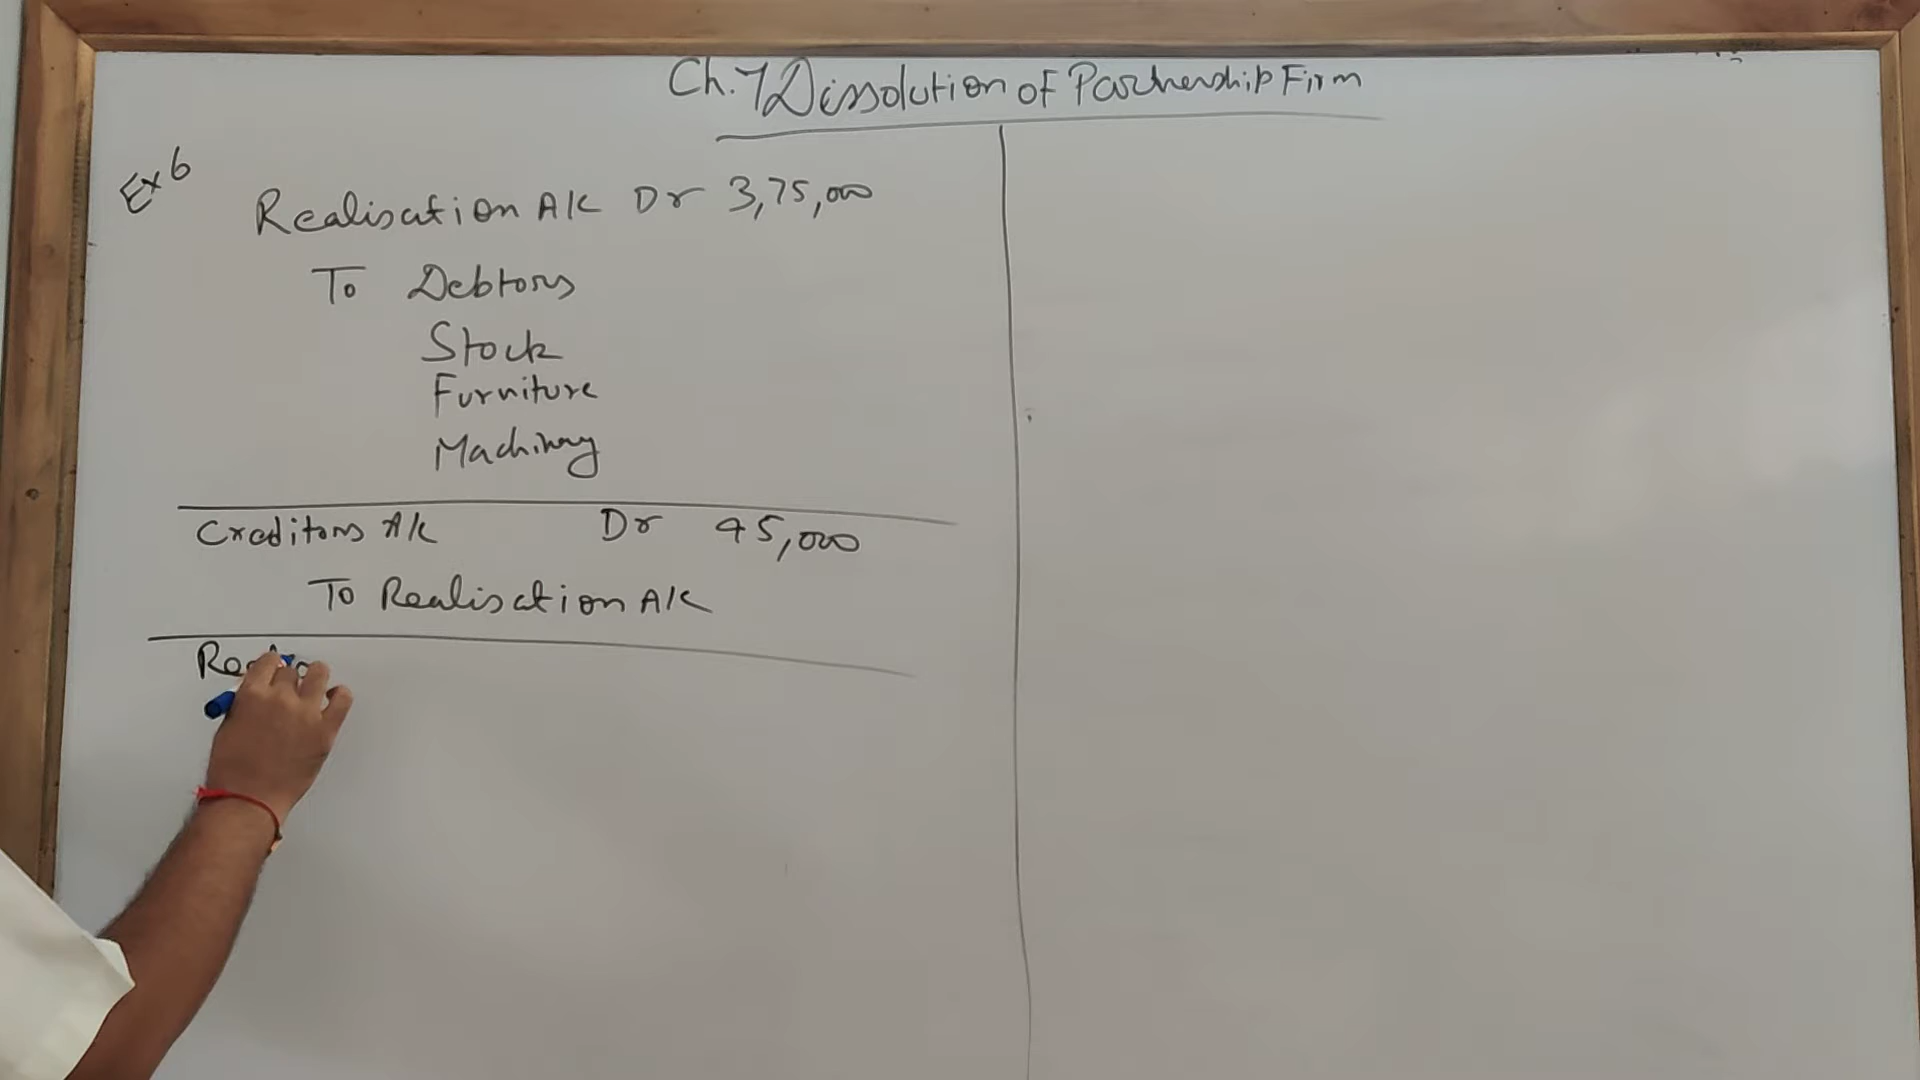 Ch.7 Dissolution of Partnership Firm
Ex 6
Realisation A/c Dr 3,75,000
To Debtors
Stock
Furniture
Machinery
Creditors A/c Dr 45,000
To Realisation A/c